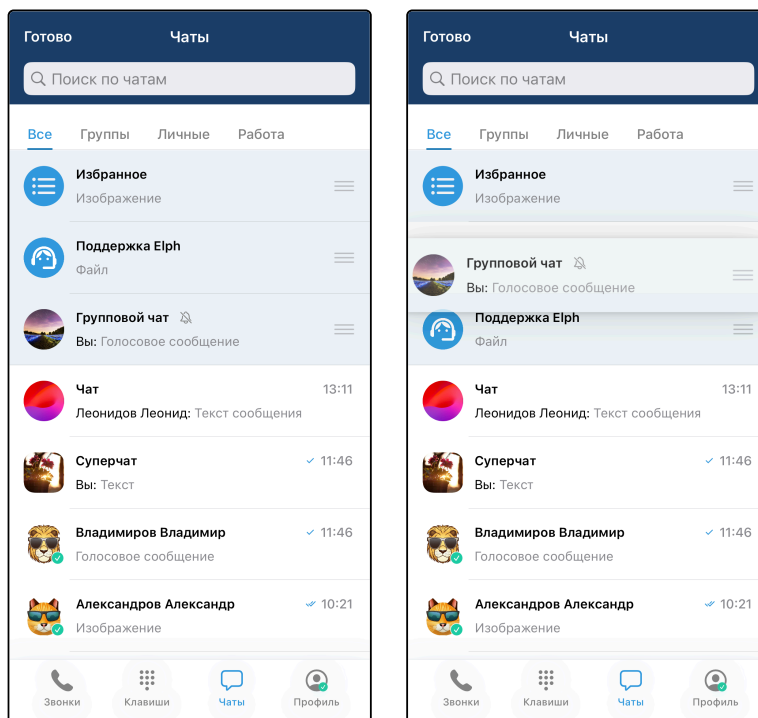 Готово Чаты
Поиск по чатам
Все Группы Личные Работа
Избранное
Изображение
Поддержка Elph
Файл
Групповой чат
Вы: Голосовое сообщение
Чат 13:11
Леонидов Леонид: Текст сообщения
Суперчат 11:46
Вы: Текст
Владимиров Владимир 11:46
Голосовое сообщение
Александров Александр 10:21
Изображение
Звонки Клавиши Чаты Профиль
Готово Чаты
Поиск по чатам
Все Группы Личные Работа
Избранное
Изображение
Групповой чат
Вы: Голосовое сообщение
Поддержка Elph
Файл
Чат 13:11
Леонидов Леонид: Текст сообщения
Суперчат 11:46
Вы: Текст
Владимиров Владимир 11:46
Голосовое сообщение
Александров Александр 10:21
Изображение
Звонки Клавиши Чаты Профиль